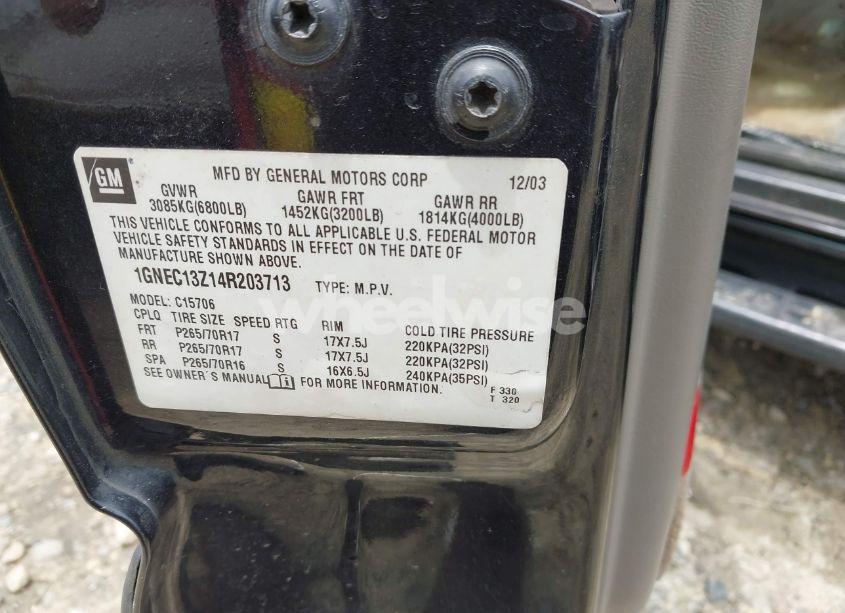 GM
MFD BY GENERAL MOTORS CORP 12/03
GVWR GAWR FRT GAWR RR
3085KG(6800LB) 1452KG(3200LB) 1814KG(4000LB)
THIS VEHICLE CONFORMS TO ALL APPLICABLE U.S. FEDERAL MOTOR
VEHICLE SAFETY STANDARDS IN EFFECT ON THE DATE OF
MANUFACTURE SHOWN ABOVE.
1GNEC13Z14R203713 TYPE: M.P.V.
MODEL: C15706
CPLQ TIRE SIZE SPEED RTG RIM COLD TIRE PRESSURE
FRT P265/70R17 S 17X7.5J 220KPA(32PSI)
RR P265/70R17 S 17X7.5J 220KPA(32PSI)
SPA P265/70R16 S 16X6.5J 240KPA(35PSI)
SEE OWNER'S MANUAL FOR MORE INFORMATION.
F 330
T 320
wheelwise